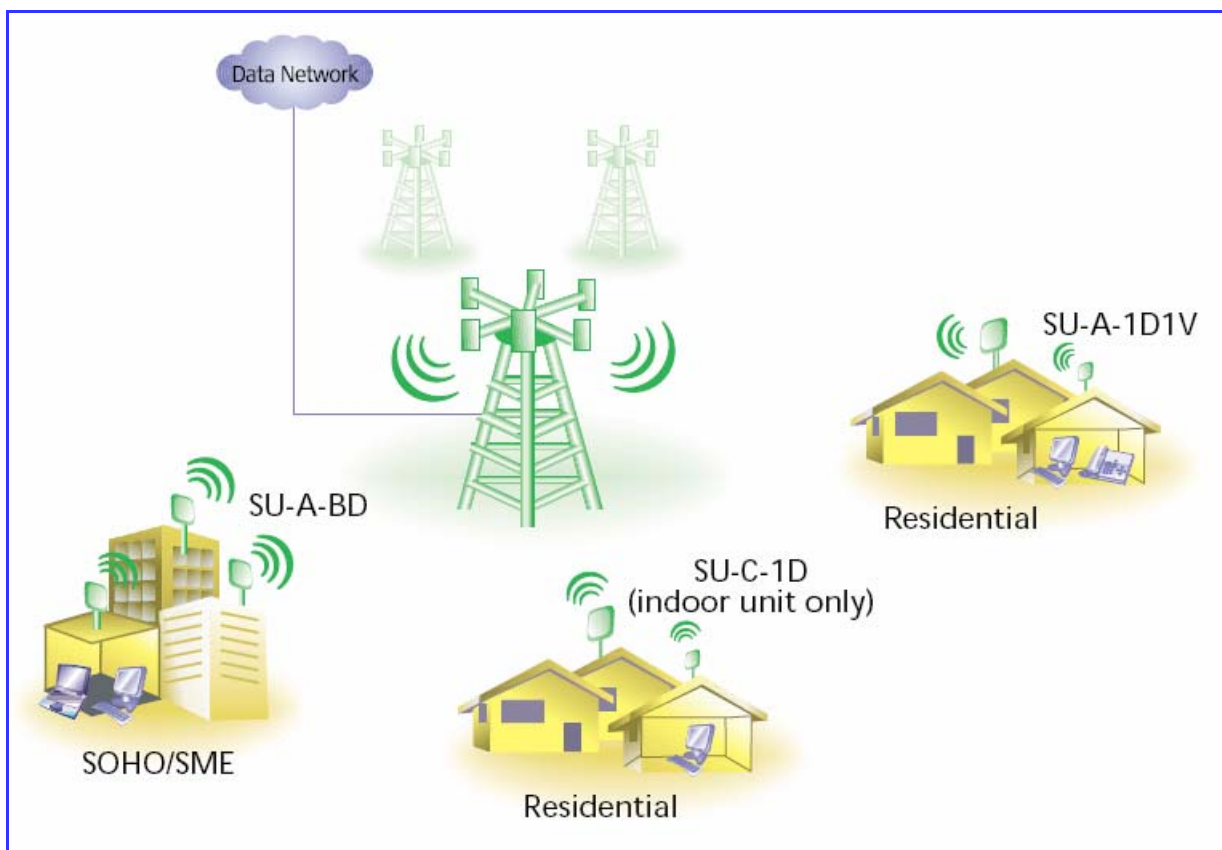 Data Network
SU-A-1D1V
Residential
SU-A-BD
SU-C-1D
(indoor unit only)
SOHO/SME
Residential